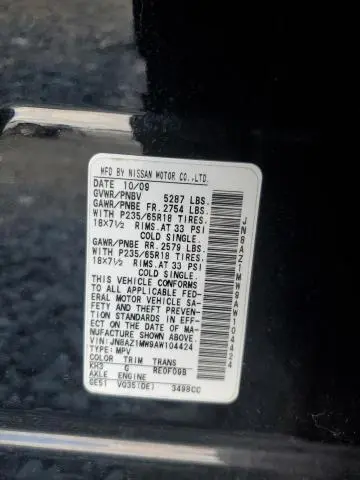 MFD BY NISSAN MOTOR CO.,LTD.
DATE 10/09
GVWR/PNBV 5287 LBS.
GAWR/PNBE FR. 2754 LBS.
WITH P235/65R18 TIRES.
18X7½ RIMS.AT 33 PSI
COLD SINGLE.
GAWR/PNBE RR. 2579 LBS.
WITH P235/65R18 TIRES.
18X7½ RIMS.AT 33 PSI
COLD SINGLE.
THIS VEHICLE CONFORMS
TO ALL APPLICABLE FED-
ERAL MOTOR VEHICLE SA-
FETY AND THEFT PREVEN-
TION STANDARDS IN EFF-
ECT ON THE DATE OF MA-
NUFACTURE SHOWN ABOVE.
VIN:JN8AZ1MW9AW104424
TYPE:MPV
COLOR TRIM TRANS
KH3 G RE0F09B
AXLE ENGINE
GE51 VQ35(DE) 3498CC
JN8AZ1MW9AW104424